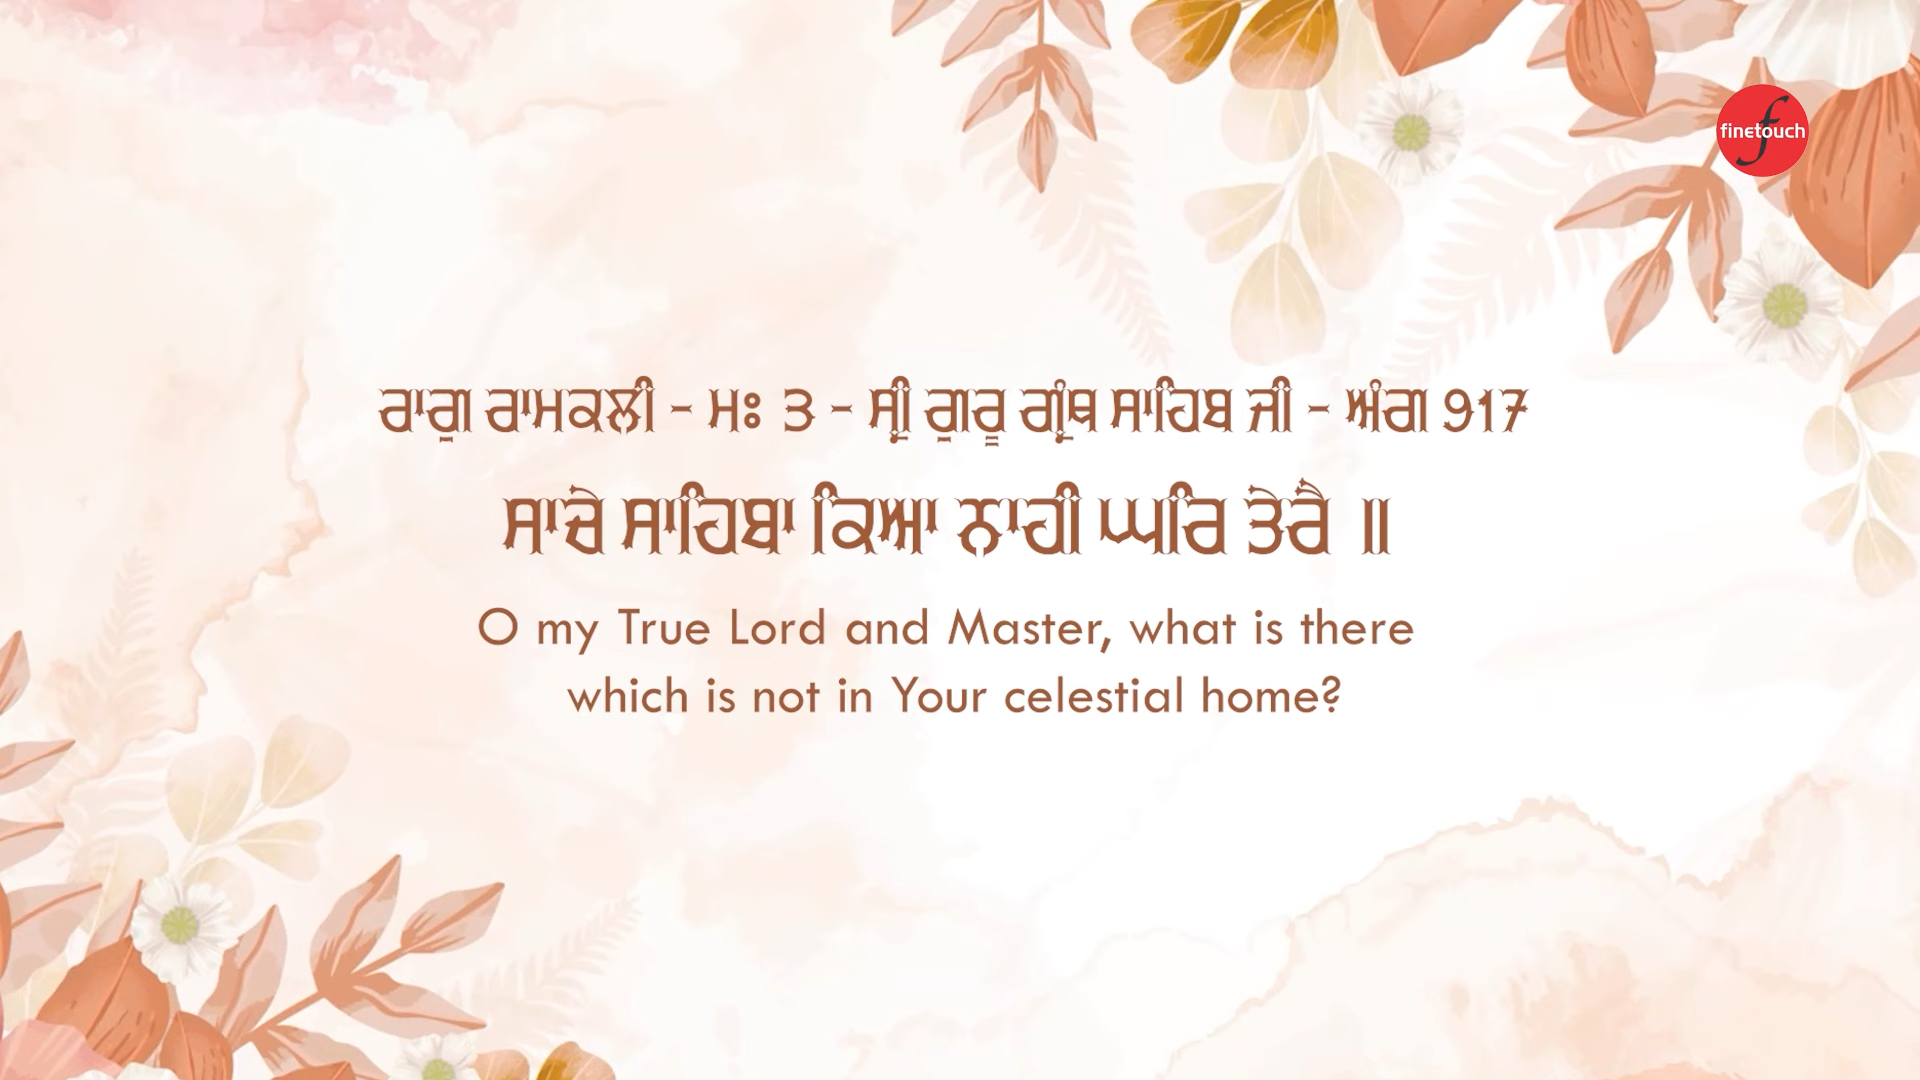 finetouch
ਰਾਗੁ ਰਾਮਕਲੀ - ਮਃ ੩ - ਸ੍ਰੀ ਗੁਰੂ ਗ੍ਰੰਥ ਸਾਹਿਬ ਜੀ - ਅੰਗ 917
ਸਾਚੇ ਸਾਹਿਬਾ ਕਿਆ ਨਾਹੀ ਘਰਿ ਤੇਰੈ ॥
O my True Lord and Master, what is there
which is not in Your celestial home?